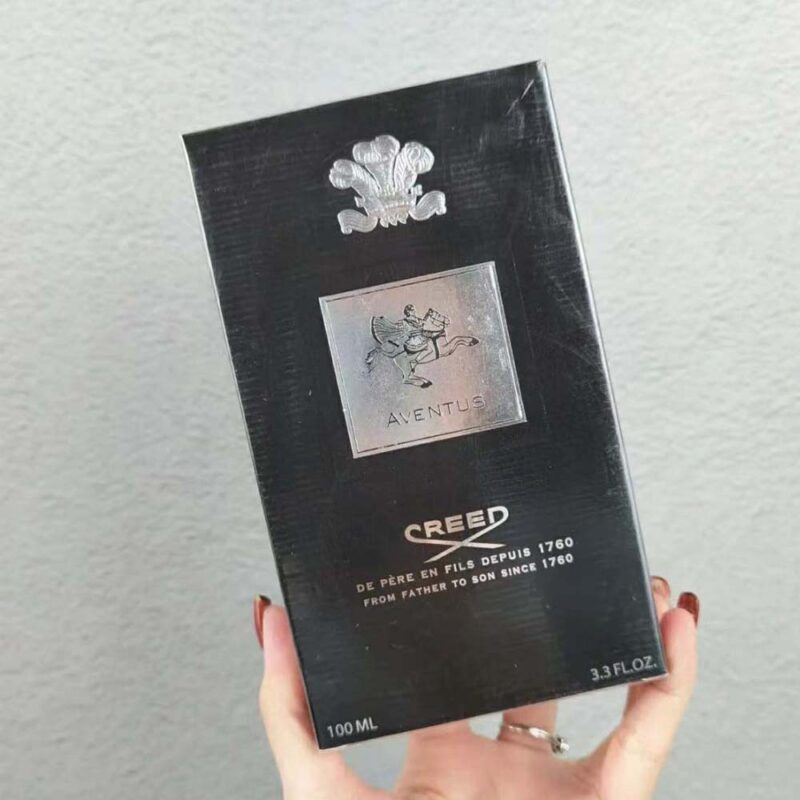 AVENTUS
CREED
DE PÈRE EN FILS DEPUIS 1760
FROM FATHER TO SON SINCE 1760
100 ML
3.3 FL.OZ.